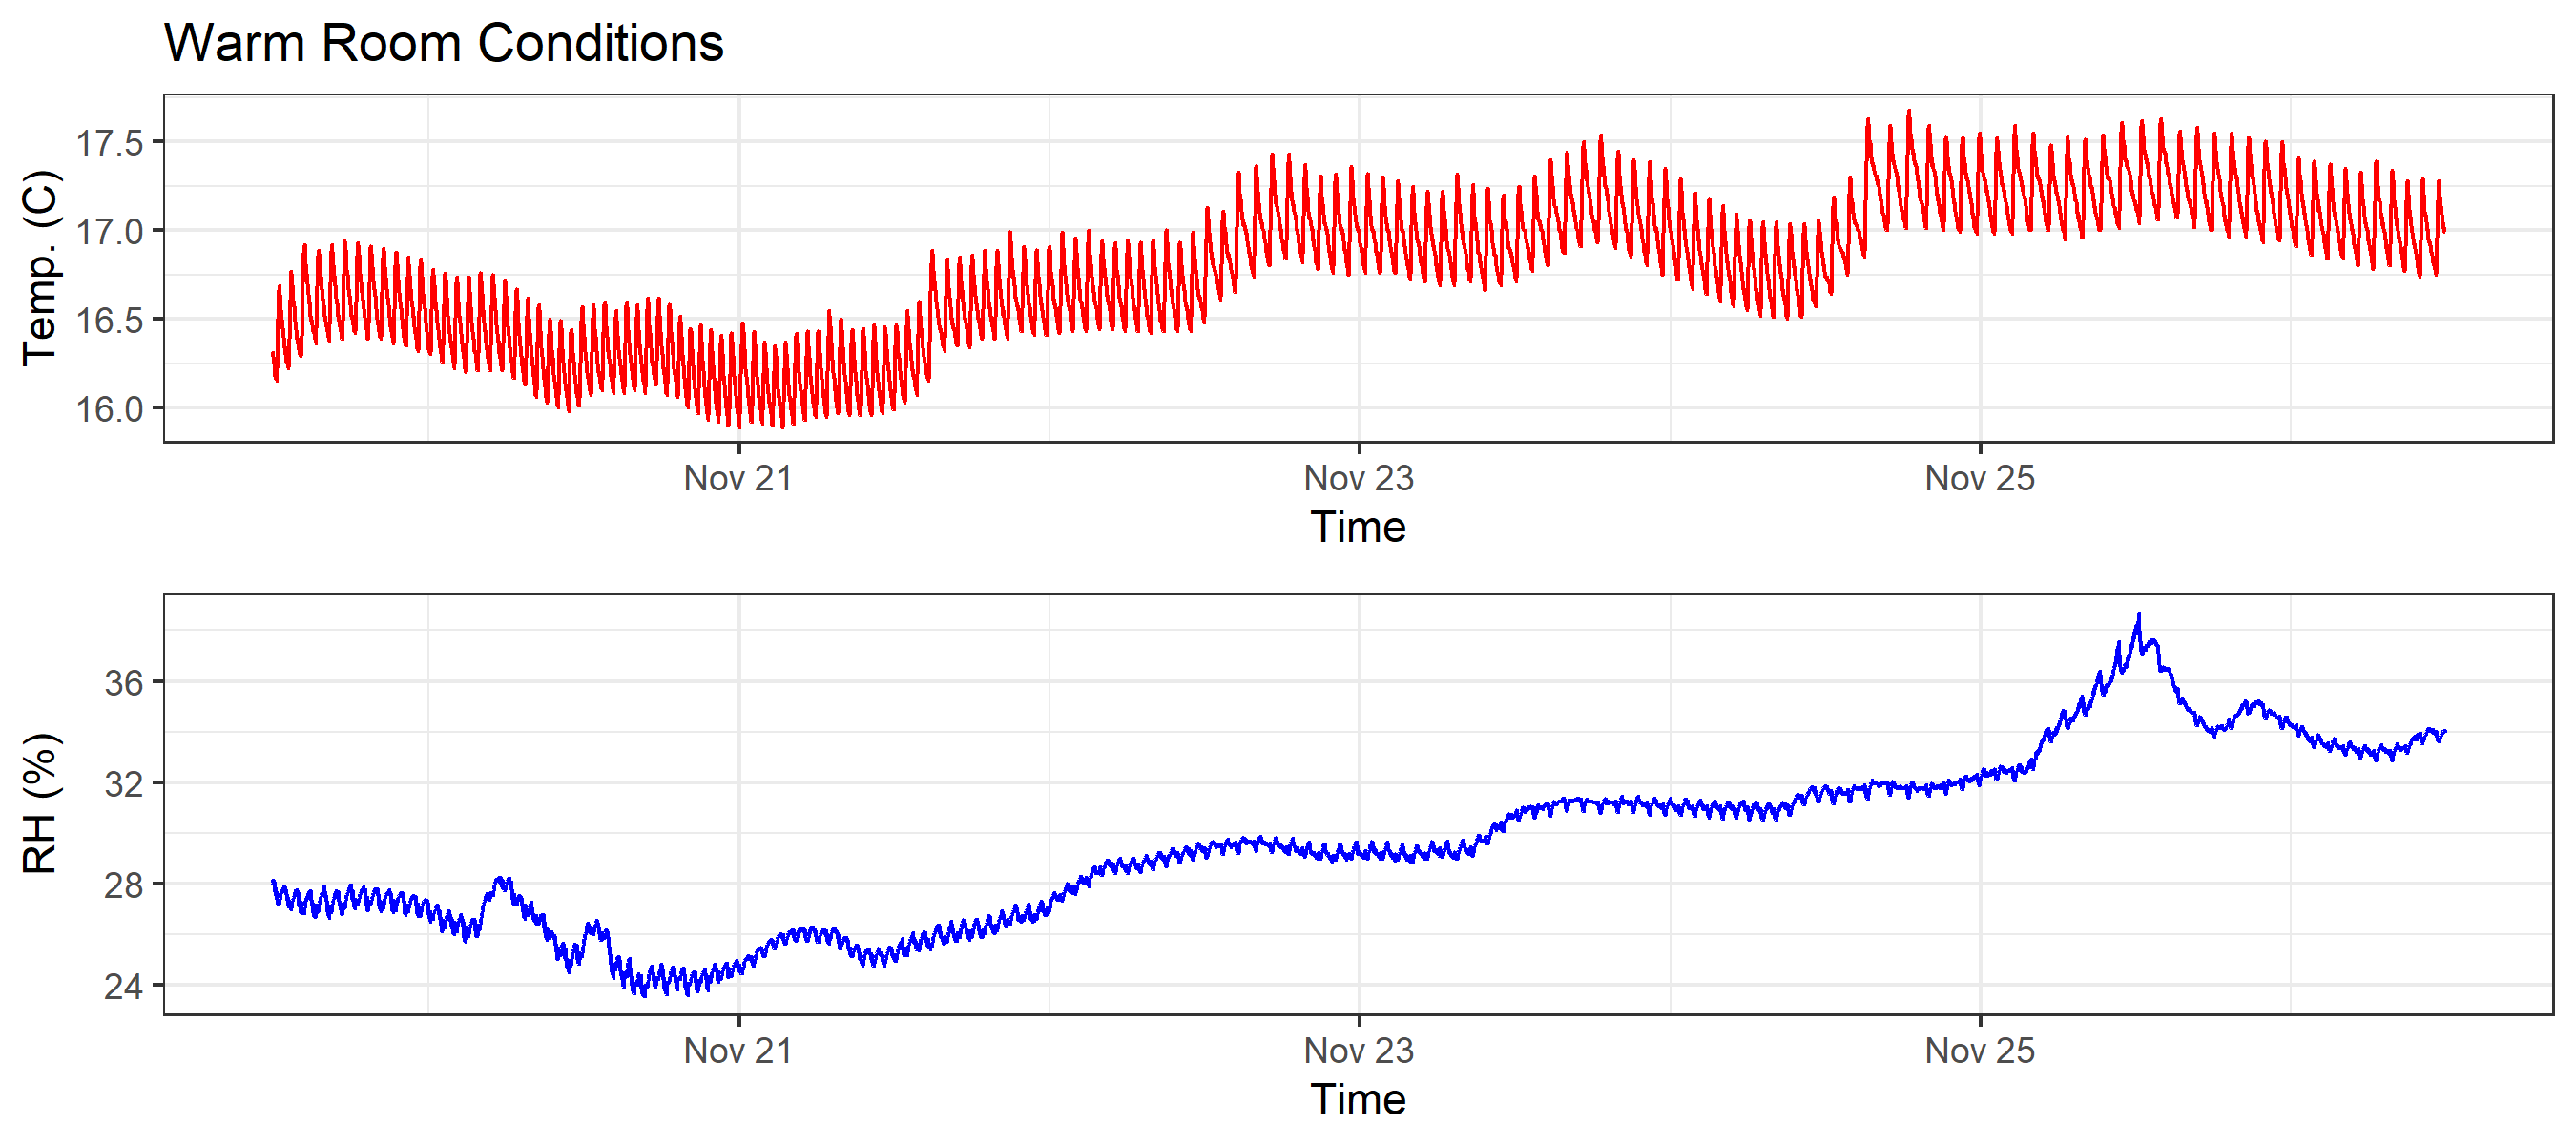 Warm Room Conditions
Temp. (C)
17.5
17.0
16.5
16.0
Nov 21 Nov 23 Nov 25
Time
RH (%)
36
32
28
24
Nov 21 Nov 23 Nov 25
Time